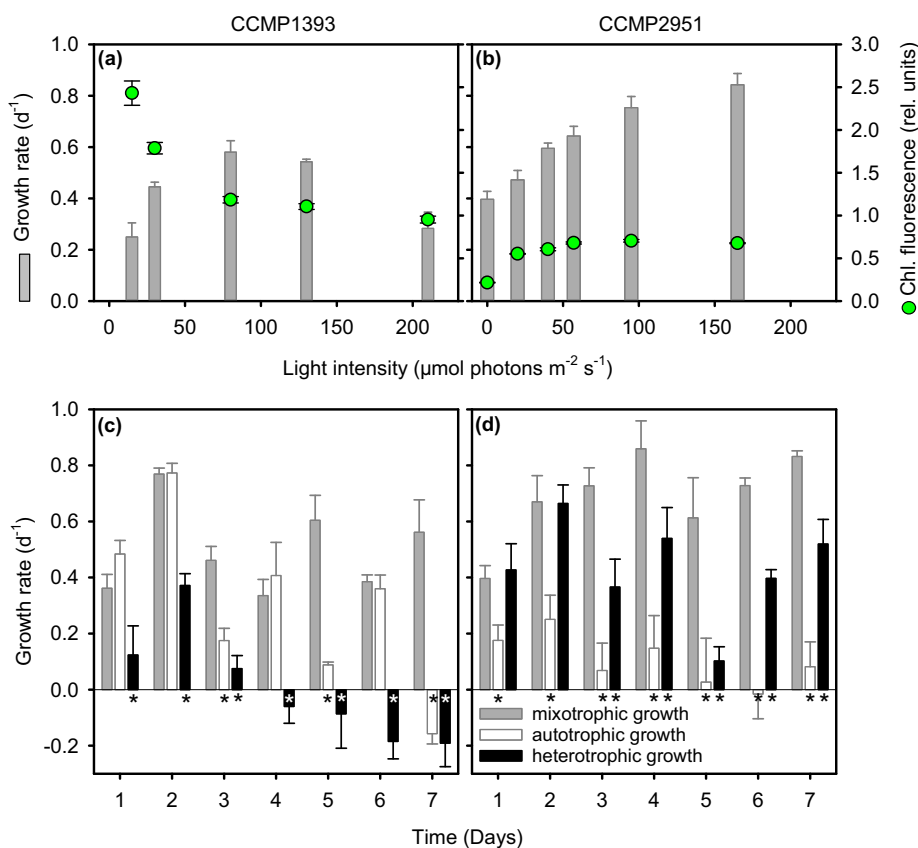 CCMP1393 CCMP2951
(a) (b)
1.0 3.0
0.8 2.5
2.0
0.6
1.5
0.4
1.0
0.2
0.5
0.0 0.0
Growth rate (d⁻¹)
Chl. fluorescence (rel. units)
0 50 100 150 200 0 50 100 150 200
Light intensity (µmol photons m⁻² s⁻¹)
(c) (d)
1.0
0.8
0.6
0.4
0.2
0.0
-0.2
Growth rate (d⁻¹)
* * * * * * * * * * *
* * * * * * * * * * * *
mixotrophic growth
autotrophic growth
heterotrophic growth
1 2 3 4 5 6 7 1 2 3 4 5 6 7
Time (Days)